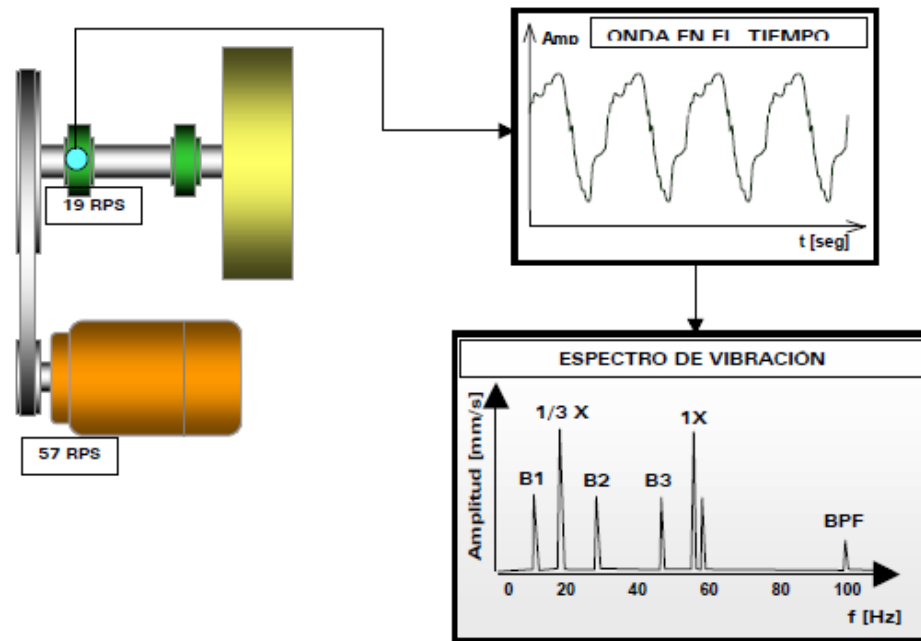 Amp
ONDA EN EL TIEMPO
t [seg]
19 RPS
57 RPS
ESPECTRO DE VIBRACIÓN
Amplitud [mm/s]
1/3 X
1X
B1
B2
B3
BPF
0 20 40 60 80 100
f [Hz]